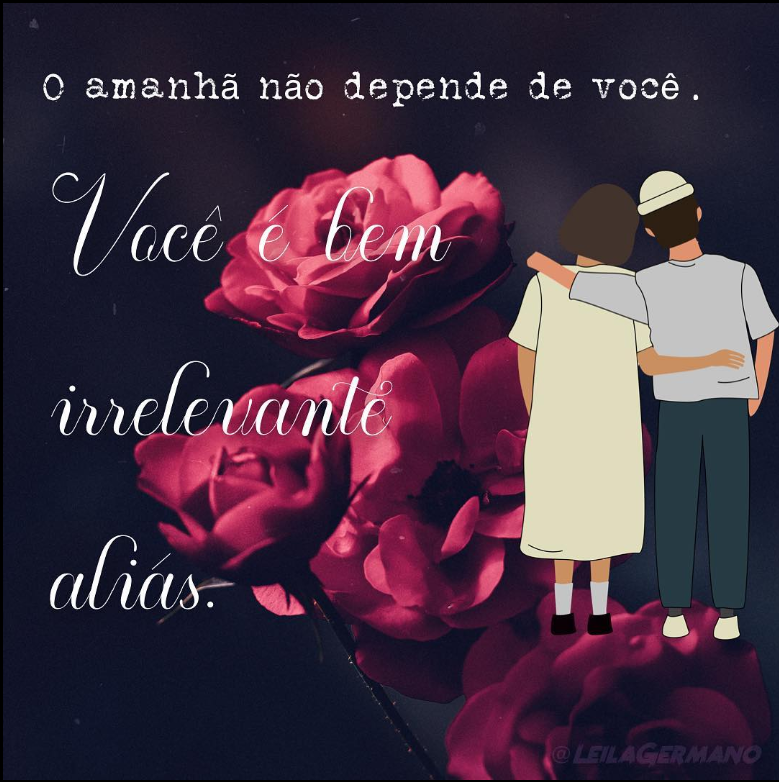 O amanhã não depende de você.
Você é bem
irrelevante
aliás.
@LEILAGERMANO